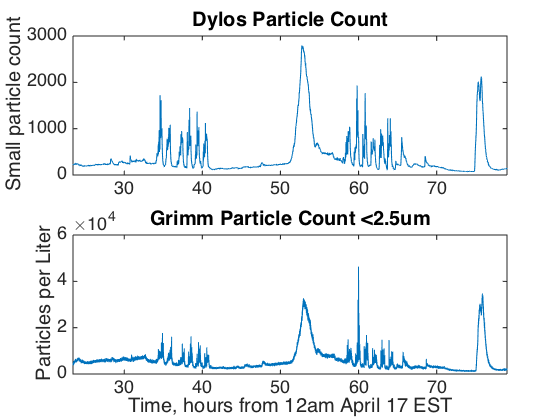 Dylos Particle Count
Small particle count
3000
2000
1000
0
30 40 50 60 70
Grimm Particle Count <2.5um
×10⁴
Particles per Liter
6
4
2
0
30 40 50 60 70
Time, hours from 12am April 17 EST